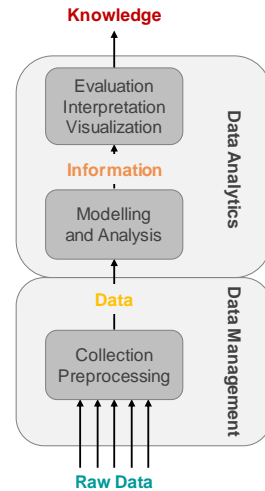 Knowledge
Evaluation
Interpretation
Visualization
Data Analytics
Information
Modelling
and Analysis
Data
Data Management
Collection
Preprocessing
Raw Data